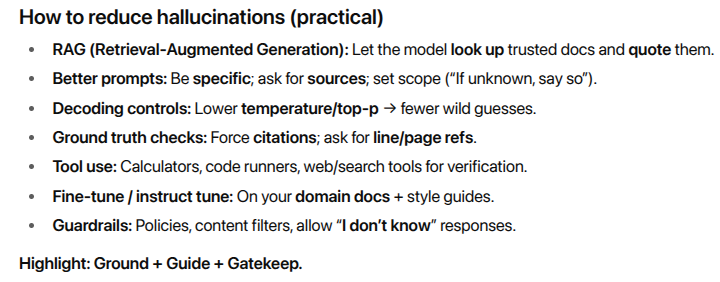 How to reduce hallucinations (practical)
• RAG (Retrieval-Augmented Generation): Let the model look up trusted docs and quote them.
• Better prompts: Be specific; ask for sources; set scope (“If unknown, say so”).
• Decoding controls: Lower temperature/top-p → fewer wild guesses.
• Ground truth checks: Force citations; ask for line/page refs.
• Tool use: Calculators, code runners, web/search tools for verification.
• Fine-tune / instruct tune: On your domain docs + style guides.
• Guardrails: Policies, content filters, allow “I don’t know” responses.
Highlight: Ground + Guide + Gatekeep.